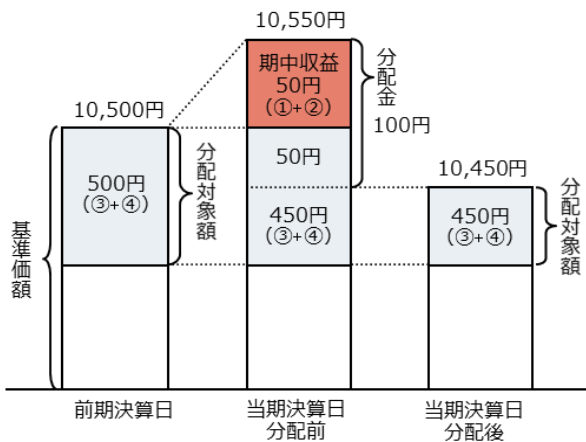 10,550円
期中収益
50円
(①+②)
分配金
100円
10,500円
500円
(③+④)
分配対象額
50円
450円
(③+④)
10,450円
450円
(③+④)
分配対象額
基準価額
前期決算日
当期決算日
分配前
当期決算日
分配後